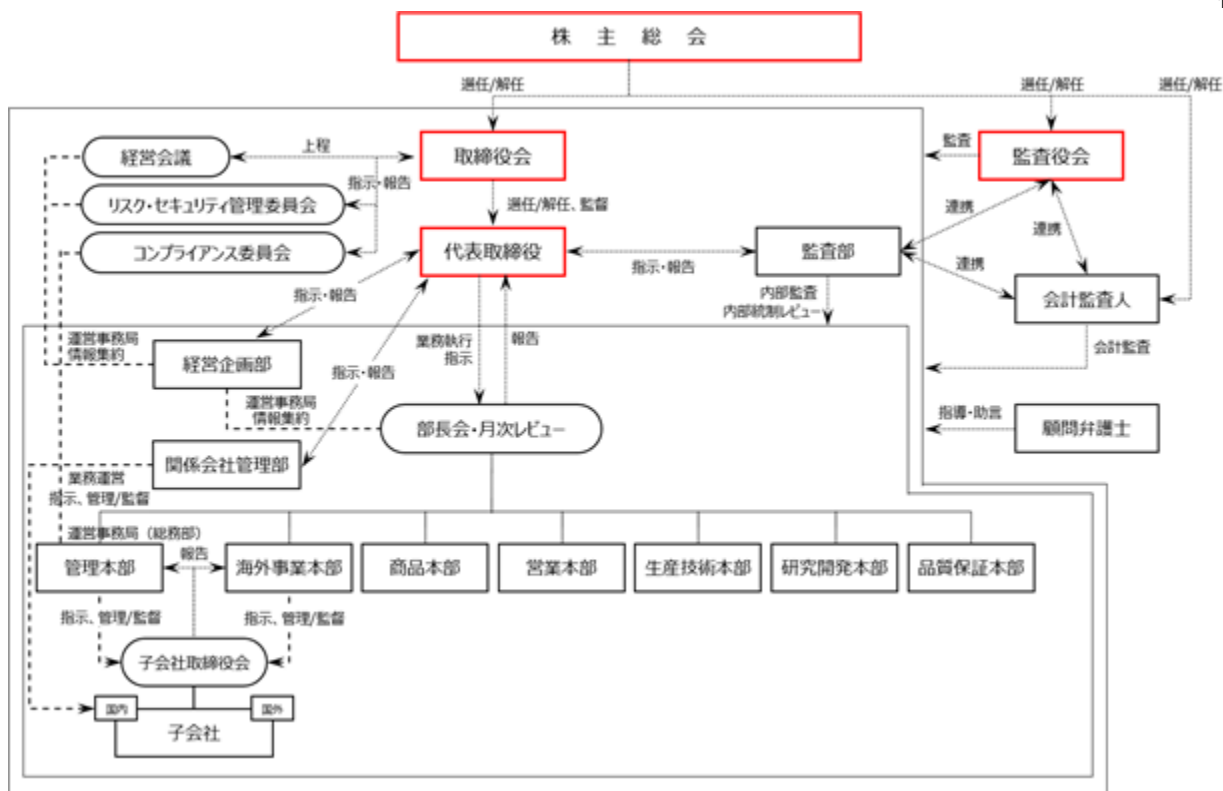 株 主 総 会
選任/解任
選任/解任
選任/解任
経営会議
上程
取締役会
監査
監査役会
指示・報告
リスク・セキュリティ管理委員会
選任/解任、監督
連携
連携
コンプライアンス委員会
代表取締役
指示・報告
監査部
連携
会計監査人
指示・報告
内部監査
内部統制レビュー
運営事務局
情報集約
経営企画部
業務執行
指示
報告
会計監査
指示・報告
運営事務局
情報集約
部長会・月次レビュー
指導・助言
顧問弁護士
関係会社管理部
業務運営
指示、管理/監督
運営事務局（総務部）
報告
管理本部
海外事業本部
商品本部
営業本部
生産技術本部
研究開発本部
品質保証本部
指示、管理/監督
指示、管理/監督
子会社取締役会
国内
国外
子会社